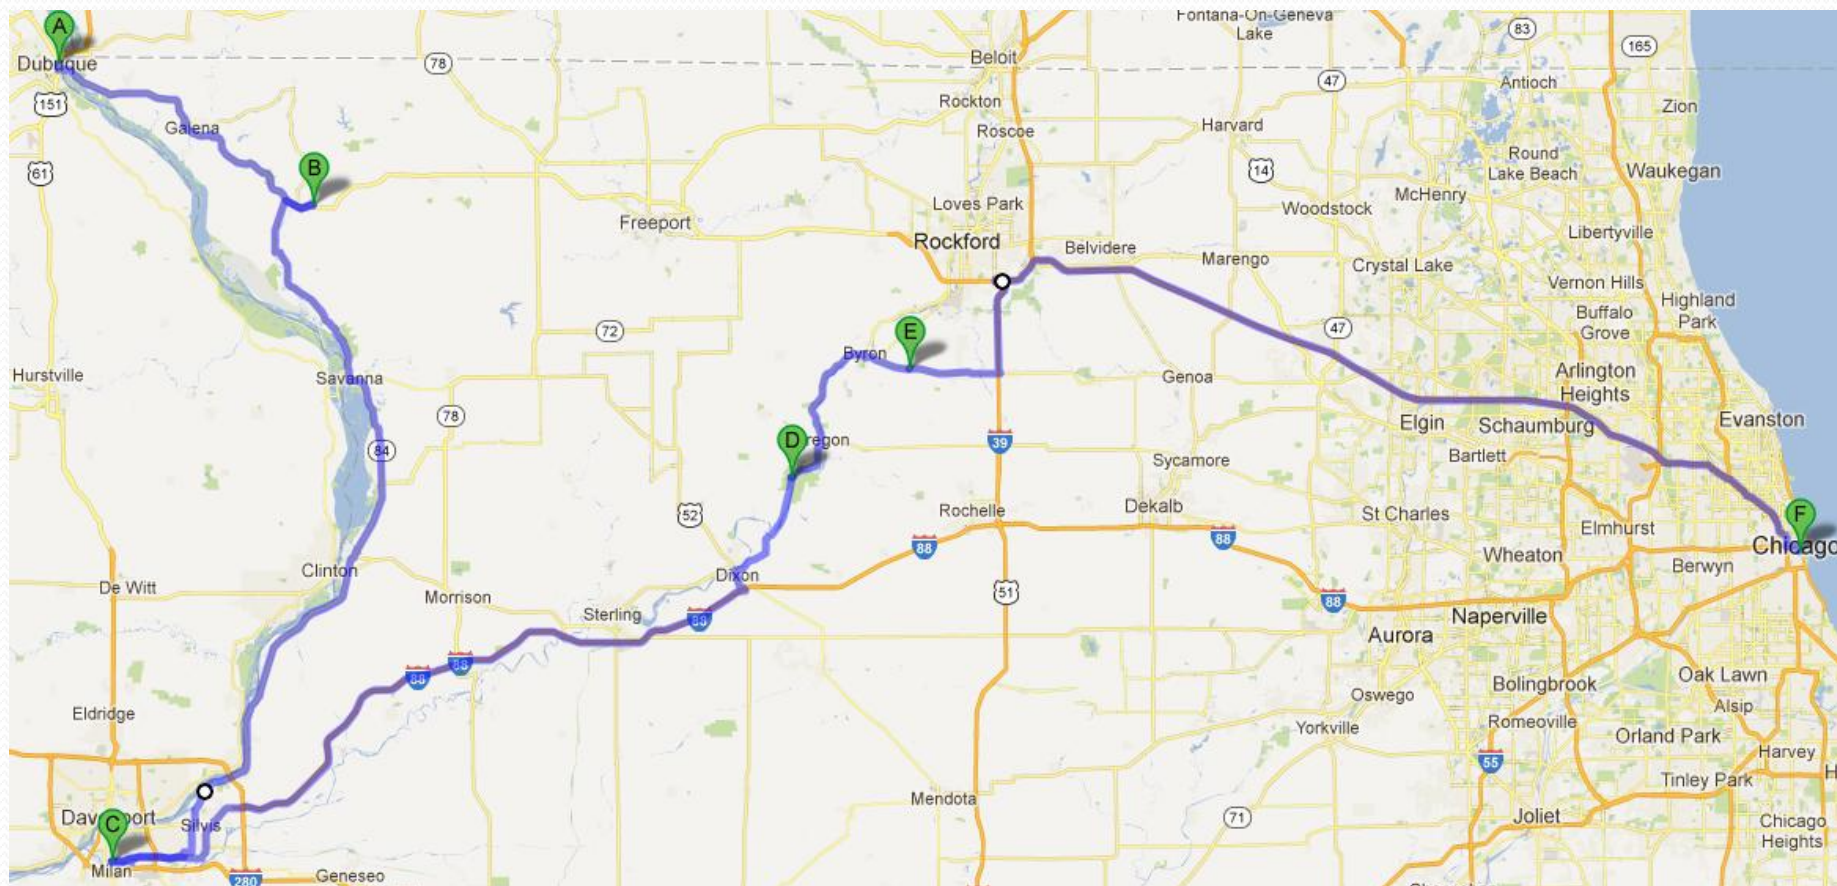 A
Dubuque
151
78
Beloit
Fontana-On-Geneva
Lake
83
165
47
Antioch
Rockton
Zion
Galena
Roscoe
Harvard
61
B
14
Round
Lake Beach
Waukegan
McHenry
Loves Park
Woodstock
Freeport
Libertyville
Rockford
Belvidere
Marengo
Crystal Lake
Vernon Hills
Highland
Park
Buffalo
Grove
72
E
47
Byron
Hurstville
Savanna
Genoa
Arlington
Heights
78
Elgin
Schaumburg
Evanston
D
regon
39
84
Bartlett
Sycamore
52
Rochelle
Dekalb
St Charles
F
Elmhurst
88
88
Chicago
Wheaton
Berwyn
Clinton
Dixon
De Witt
Morrison
51
88
Sterling
88
Naperville
Aurora
88
88
Oak Lawn
Bolingbrook
Oswego
Alsip
Eldridge
Yorkville
Romeoville
Orland Park
Harvey
55
H
Tinley Park
Mendota
Davenport
C
Silvis
71
Joliet
Chicago
Heights
Milan
280
Geneseo